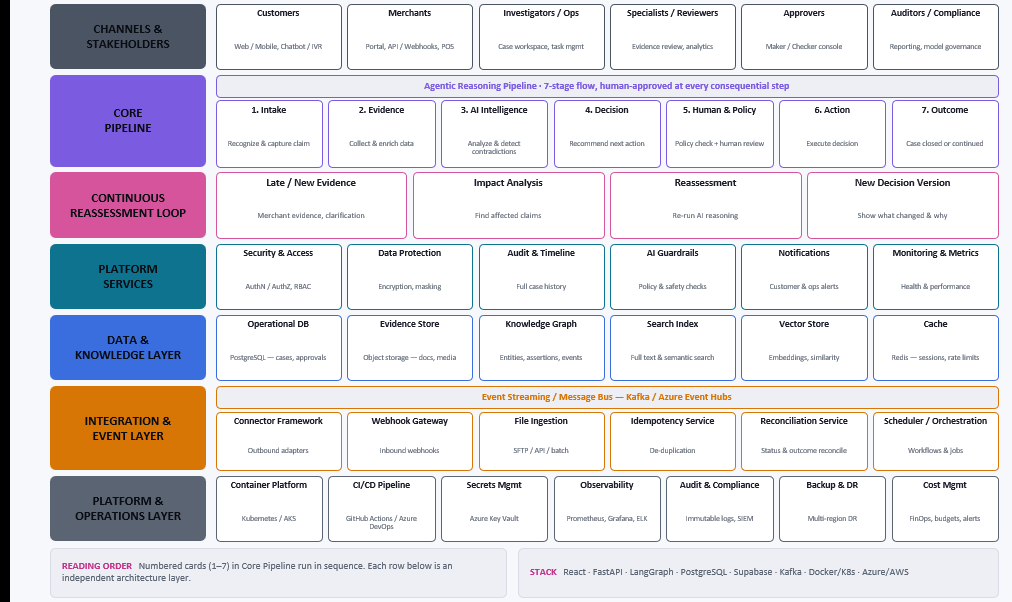 CHANNELS &
STAKEHOLDERS
Customers
Web / Mobile, Chatbot / IVR
Merchants
Portal, API / Webhooks, POS
Investigators / Ops
Case workspace, task mgmt
Specialists / Reviewers
Evidence review, analytics
Approvers
Maker / Checker console
Auditors / Compliance
Reporting, model governance
CORE
PIPELINE
Agentic Reasoning Pipeline · 7-stage flow, human-approved at every consequential step
1. Intake
Recognize & capture claim
2. Evidence
Collect & enrich data
3. AI Intelligence
Analyze & detect
contradictions
4. Decision
Recommend next action
5. Human & Policy
Policy check + human review
6. Action
Execute decision
7. Outcome
Case closed or continued
CONTINUOUS
REASSESSMENT LOOP
Late / New Evidence
Merchant evidence, clarification
Impact Analysis
Find affected claims
Reassessment
Re-run AI reasoning
New Decision Version
Show what changed & why
PLATFORM
SERVICES
Security & Access
AuthN / AuthZ, RBAC
Data Protection
Encryption, masking
Audit & Timeline
Full case history
AI Guardrails
Policy & safety checks
Notifications
Customer & ops alerts
Monitoring & Metrics
Health & performance
DATA &
KNOWLEDGE LAYER
Operational DB
PostgreSQL — cases, approvals
Evidence Store
Object storage — docs, media
Knowledge Graph
Entities, assertions, events
Search Index
Full text & semantic search
Vector Store
Embeddings, similarity
Cache
Redis — sessions, rate limits
INTEGRATION &
EVENT LAYER
Event Streaming / Message Bus — Kafka / Azure Event Hubs
Connector Framework
Outbound adapters
Webhook Gateway
Inbound webhooks
File Ingestion
SFTP / API / batch
Idempotency Service
De-duplication
Reconciliation Service
Status & outcome reconcile
Scheduler / Orchestration
Workflows & jobs
PLATFORM &
OPERATIONS LAYER
Container Platform
Kubernetes / AKS
CI/CD Pipeline
GitHub Actions / Azure
DevOps
Secrets Mgmt
Azure Key Vault
Observability
Prometheus, Grafana, ELK
Audit & Compliance
Immutable logs, SIEM
Backup & DR
Multi-region DR
Cost Mgmt
FinOps, budgets, alerts
READING ORDER Numbered cards (1–7) in Core Pipeline run in sequence. Each row below is an
independent architecture layer.
STACK React · FastAPI · LangGraph · PostgreSQL · Supabase · Kafka · Docker/K8s · Azure/AWS